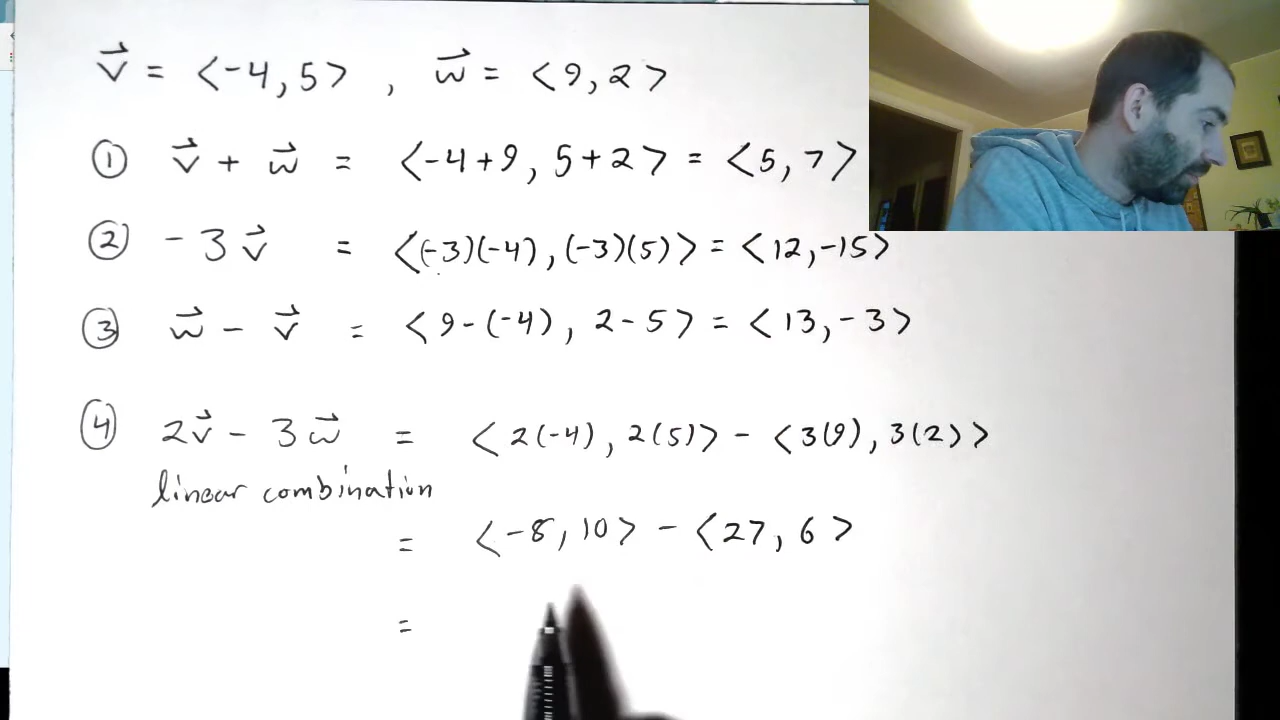 v⃗ = ⟨-4, 5⟩ , w⃗ = ⟨9, 2⟩
① v⃗ + w⃗ = ⟨-4+9, 5+2⟩ = ⟨5, 7⟩
② -3v⃗ = ⟨(-3)(-4), (-3)(5)⟩ = ⟨12, -15⟩
③ w⃗ - v⃗ = ⟨9-(-4), 2-5⟩ = ⟨13, -3⟩
④ 2v⃗ - 3w⃗ = ⟨2(-4), 2(5)⟩ - ⟨3(9), 3(2)⟩
linear combination
= ⟨-8, 10⟩ - ⟨27, 6⟩
=